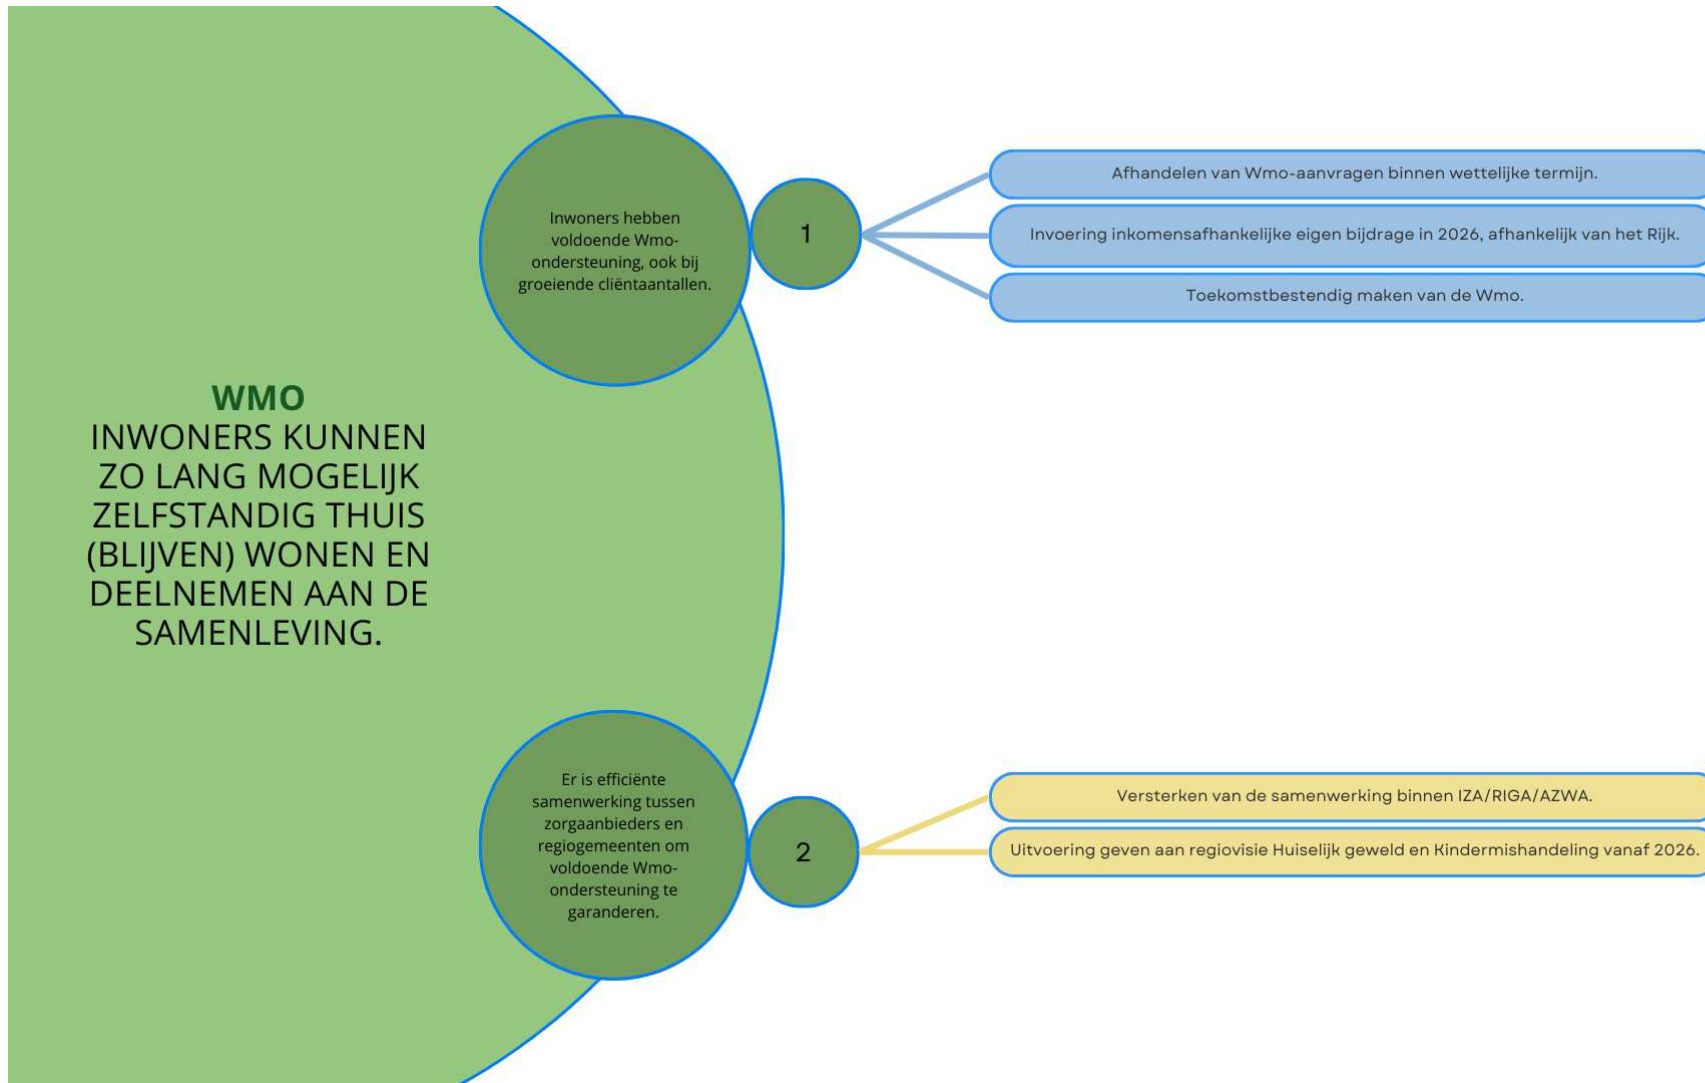 WMO
INWONERS KUNNEN
ZO LANG MOGELIJK
ZELFSTANDIG THUIS
(BLIJVEN) WONEN EN
DEELNEMEN AAN DE
SAMENLEVING.
Inwoners hebben
voldoende Wmo-
ondersteuning, ook bij
groeiende cliëntaantallen.
1
Afhandelen van Wmo-aanvragen binnen wettelijke termijn.
Invoering inkomensafhankelijke eigen bijdrage in 2026, afhankelijk van het Rijk.
Toekomstbestendig maken van de Wmo.
Er is efficiënte
samenwerking tussen
zorgaanbieders en
regiogemeenten om
voldoende Wmo-
ondersteuning te
garanderen.
2
Versterken van de samenwerking binnen IZA/RIGA/AZWA.
Uitvoering geven aan regiovisie Huiselijk geweld en Kindermishandeling vanaf 2026.